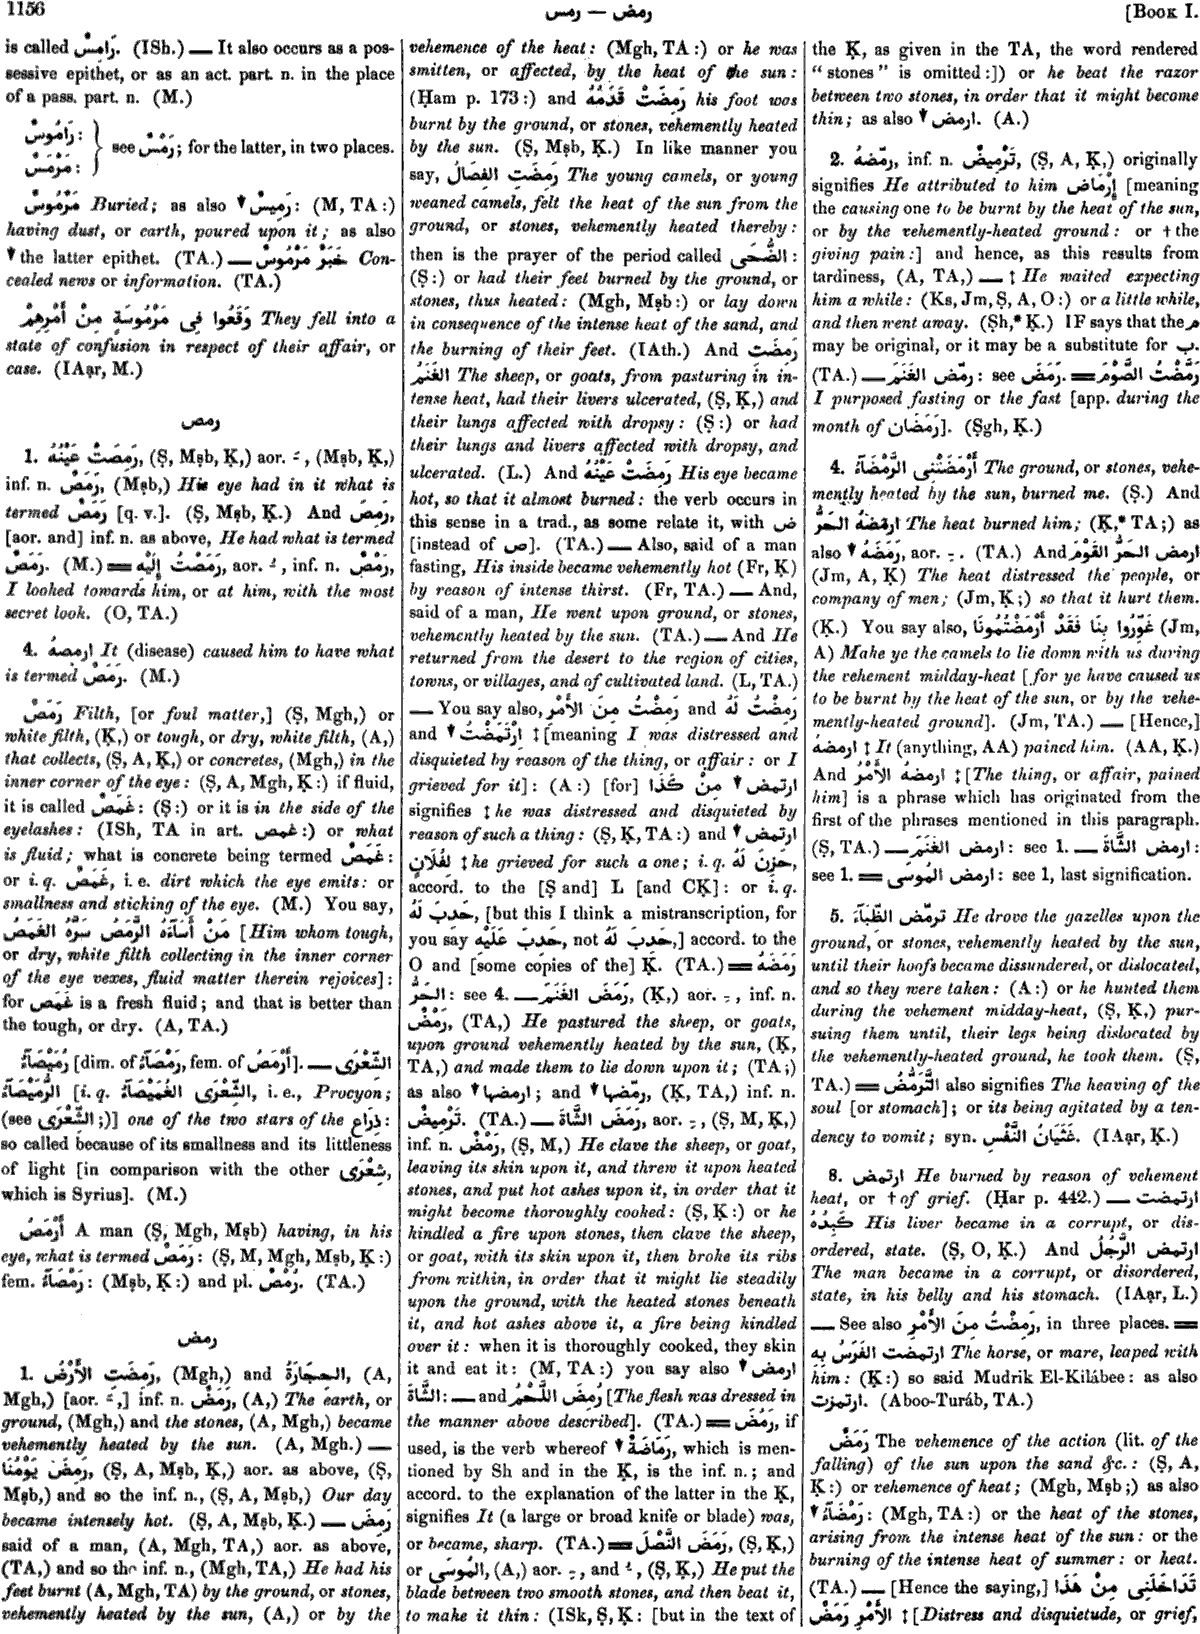 1156
رمس — رمض
[BOOK I.
is called رَامِسٌ. (ISh.) — It also occurs as a pos-
sessive epithet, or as an act. part. n. in the place
of a pass. part. n. (M.)
رَامُوسٌ:
مَرْمَسٌ:
see رَمْسٌ; for the latter, in two places.
مَرْمُوسٌ Buried; as also ▼ رَمِيسٌ: (M, TA:)
having dust, or earth, poured upon it; as also
▼ the latter epithet. (TA.) — خَبَرٌ مَرْمُوسٌ Con-
cealed news or information. (TA.)
وَقَعُوا فِى مَرْمُوسَةٍ مِنْ أَمْرِهِمْ They fell into a
state of confusion in respect of their affair, or
case. (IAạr, M.)
رمص
1. رَمِصَتْ عَيْنُهُ, (Ṣ, Mṣb, Ḳ,) aor. ـَ , (Mṣb, Ḳ,)
inf. n. رَمَصٌ, (Mṣb,) His eye had in it what is
termed رَمَصٌ [q. v.]. (Ṣ, Mṣb, Ḳ.) And رَمِصَ,
[aor. and] inf. n. as above, He had what is termed
رَمَصٌ. (M.) ═ رَمَصْتُ إِلَيْهِ, aor. ـُ , inf. n. رَمْصٌ,
I looked towards him, or at him, with the most
secret look. (O, TA.)
4. ارمصهُ It (disease) caused him to have what
is termed رَمَصٌ. (M.)
رَمَصٌ Filth, [or foul matter,] (Ṣ, Mgh,) or
white filth, (Ḳ,) or tough, or dry, white filth, (A,)
that collects, (Ṣ, A, Ḳ,) or concretes, (Mgh,) in the
inner corner of the eye: (Ṣ, A, Mgh, Ḳ:) if fluid,
it is called غَمَصٌ: (Ṣ:) or it is in the side of the
eyelashes: (ISh, TA in art. غمص:) or what
is fluid; what is concrete being termed غَمَصٌ:
or i. q. غَمَصٌ, i. e. dirt which the eye emits: or
smallness and sticking of the eye. (M.) You say,
مَنْ أَسَآءَهُ الرَّمَصُ سَرَّهُ الغَمَصُ [Him whom tough,
or dry, white filth collecting in the inner corner
of the eye vexes, fluid matter therein rejoices]:
for غَمَص is a fresh fluid; and that is better than
the tough, or dry. (A, TA.)
رُمَيْصَآءُ [dim. of رَمْصَآءُ, fem. of أَرْمَصُ]. — الشِّعْرَى
الرُّمَيْصَآءُ [i. q. الشِّعْرَى الغُمَيْصَآءُ, i. e., Procyon;
(see الشِّعْرَى;)] one of the two stars of the ذِرَاع:
so called because of its smallness and its littleness
of light [in comparison with the other شِعْرَى,
which is Syrius]. (M.)
أَرْمَصُ A man (Ṣ, Mgh, Mṣb) having, in his
eye, what is termed رَمَصٌ: (Ṣ, M, Mgh, Mṣb, Ḳ:)
fem. رَمْصَآءُ: (Mṣb, Ḳ:) and pl. رُمْصٌ. (TA.)
رمض
1. رَمِضَتِ الأَرْضُ, (Mgh,) and الحِجَارَةُ, (A,
Mgh,) [aor. ـَ ,] inf. n. رَمَضٌ, (A,) The earth, or
ground, (Mgh,) and the stones, (A, Mgh,) became
vehemently heated by the sun. (A, Mgh.) —
رَمِضَ يَوْمُنَا, (Ṣ, A, Mṣb, Ḳ,) aor. as above, (Ṣ,
Mṣb,) and so the inf. n., (Ṣ, A, Mṣb,) Our day
became intensely hot. (Ṣ, A, Mṣb, Ḳ.) — رَمِضَ
said of a man, (A, Mgh, TA,) aor. as above,
(TA,) and so the inf. n., (Mgh, TA,) He had his
feet burnt (A, Mgh, TA) by the ground, or stones,
vehemently heated by the sun, (A,) or by the
vehemence of the heat: (Mgh, TA:) or he was
smitten, or affected, by the heat of the sun:
(Ḥam p. 173:) and رَمِضَتْ قَدَمُهُ his foot was
burnt by the ground, or stones, vehemently heated
by the sun. (Ṣ, Mṣb, Ḳ.) In like manner you
say, رَمِضَتِ الفِصَالُ The young camels, or young
weaned camels, felt the heat of the sun from the
ground, or stones, vehemently heated thereby:
then is the prayer of the period called الضُّحَى:
(Ṣ:) or had their feet burned by the ground, or
stones, thus heated: (Mgh, Mṣb:) or lay down
in consequence of the intense heat of the sand, and
the burning of their feet. (IAth.) And رَمِضَتِ
الغَنَمُ The sheep, or goats, from pasturing in in-
tense heat, had their livers ulcerated, (Ṣ, Ḳ,) and
their lungs affected with dropsy: (Ṣ:) or had
their lungs and livers affected with dropsy, and
ulcerated. (L.) And رَمِضَتْ عَيْنُهُ His eye became
hot, so that it almost burned: the verb occurs in
this sense in a trad., as some relate it, with ض
[instead of ص]. (TA.) — Also, said of a man
fasting, His inside became vehemently hot (Fr, Ḳ)
by reason of intense thirst. (Fr, TA.) — And,
said of a man, He went upon ground, or stones,
vehemently heated by the sun. (TA.) — And He
returned from the desert to the region of cities,
towns, or villages, and of cultivated land. (L, TA.)
— You say also, رَمِضْتُ مِنَ الأَمْرِ and رَمِضْتُ لَهُ
and ▼ اِرْتَمَضْتُ ‡ [meaning I was distressed and
disquieted by reason of the thing, or affair: or I
grieved for it]: (A:) [for] ▼ ارتمض مِنْ كَذَا
signifies ‡ he was distressed and disquieted by
reason of such a thing: (Ṣ, Ḳ, TA:) and ▼ ارتمض
لِفُلَانٍ ‡ he grieved for such a one; i. q. حَزِنَ لَهُ,
accord. to the [Ṣ and] L [and CḲ]: or i. q.
حَدِبَ لَهُ, [but this I think a mistranscription, for
you say حَدِبَ عَلَيْهِ, not حَدِبَ لَهُ,] accord. to the
O and [some copies of the] Ḳ. (TA.) ═ رَمَضَهُ
الحَرُّ: see 4. — رَمَضَ الغَنَمَ, (Ḳ,) aor. ـِ , inf. n.
رَمْضٌ, (TA,) He pastured the sheep, or goats,
upon ground vehemently heated by the sun, (Ḳ,
TA,) and made them to lie down upon it; (TA;)
as also ▼ ارمضها; and ▼ رمّضها, (Ḳ, TA,) inf. n.
تَرْمِيضٌ. (TA.) — رَمَضَ الشَّاةَ, aor. ـِ , (Ṣ, M, Ḳ,)
inf. n. رَمْضٌ, (Ṣ, M,) He clave the sheep, or goat,
leaving its skin upon it, and threw it upon heated
stones, and put hot ashes upon it, in order that it
might become thoroughly cooked: (Ṣ, Ḳ:) or he
kindled a fire upon stones, then clave the sheep,
or goat, with its skin upon it, then broke its ribs
from within, in order that it might lie steadily
upon the ground, with the heated stones beneath
it, and hot ashes above it, a fire being kindled
over it: when it is thoroughly cooked, they skin
it and eat it: (M, TA:) you say also ▼ ارمض
الشَّاةَ: — and رُمِضَ اللَّحْمُ [The flesh was dressed in
the manner above described]. (TA.) ═ رَمُضَ, if
used, is the verb whereof ▼ رَمَاضَةٌ, which is men-
tioned by Sh and in the Ḳ, is the inf. n.; and
accord. to the explanation of the latter in the Ḳ,
signifies It (a large or broad knife or blade) was,
or became, sharp. (TA.) ═ رَمَضَ النَّصْلَ, (Ṣ, Ḳ,)
or المُوسَى, (A,) aor. ـِ , and ـُ , (Ṣ, Ḳ,) He put the
blade between two smooth stones, and then beat it,
to make it thin: (ISk, Ṣ, Ḳ: [but in the text of
the Ḳ, as given in the TA, the word rendered
“stones” is omitted:]) or he beat the razor
between two stones, in order that it might become
thin; as also ▼ ارمض. (A.)
2. رمّضهُ, inf. n. تَرْمِيضٌ, (Ṣ, A, Ḳ,) originally
signifies He attributed to him إِرْمَاض [meaning
the causing one to be burnt by the heat of the sun,
or by the vehemently-heated ground: or † the
giving pain:] and hence, as this results from
tardiness, (A, TA,) — ‡ He waited expecting
him a while: (Ks, Jm, Ṣ, A, O:) or a little while,
and then went away. (Sh,* Ḳ.) IF says that the م
may be original, or it may be a substitute for ب.
(TA.) — رمّض الغَنَمَ: see رَمَضَ. ═ رَمَّضْتُ الصَّوْمَ
I purposed fasting or the fast [app. during the
month of رَمَضَان]. (Ṣgh, Ḳ.)
4. أَرْمَضَتْنِى الرَّمْضَآءُ The ground, or stones, vehe-
mently heated by the sun, burned me. (Ṣ.) And
ارمضهُ الحَرُّ The heat burned him; (Ḳ,* TA;) as
also ▼ رَمَضَهُ, aor. ـِ . (TA.) And ارمض الحَرُّ القَوْمَ
(Jm, A, Ḳ) The heat distressed the people, or
company of men; (Jm, Ḳ;) so that it hurt them.
(Ḳ.) You say also, غَوِّرُوا بِنَا فَقَدْ أَرْمَضْتُمُونَا (Jm,
A) Make ye the camels to lie down with us during
the vehement midday-heat [for ye have caused us
to be burnt by the heat of the sun, or by the vehe-
mently-heated ground]. (Jm, TA.) — [Hence,]
ارمضهُ ‡ It (anything, AA) pained him. (AA, Ḳ.)
And ارمضهُ الأَمْرُ ‡ [The thing, or affair, pained
him] is a phrase which has originated from the
first of the phrases mentioned in this paragraph.
(Ṣ, TA.) — ارمض الغَنَمَ: see 1. — ارمض الشَّاةَ:
see 1. ═ ارمض المُوسَى: see 1, last signification.
5. ترمّض الظِّبَآءَ He drove the gazelles upon the
ground, or stones, vehemently heated by the sun,
until their hoofs became dissundered, or dislocated,
and so they were taken: (A:) or he hunted them
during the vehement midday-heat, (Ṣ, Ḳ,) pur-
suing them until, their legs being dislocated by
the vehemently-heated ground, he took them. (Ṣ,
TA.) ═ التَّرَمُّضُ also signifies The heaving of the
soul [or stomach]; or its being agitated by a ten-
dency to vomit; syn. غَثَيَانُ النَّفْسِ. (IAạr, Ḳ.)
8. ارتمض He burned by reason of vehement
heat, or † of grief. (Ḥar p. 442.) — ارتمضت
كَبِدُهُ His liver became in a corrupt, or dis-
ordered, state. (Ṣ, O, Ḳ.) And ارتمض الرَّجُلُ
The man became in a corrupt, or disordered,
state, in his belly and his stomach. (IAạr, L.)
— See also رَمِضْتُ مِنَ الأَمْرِ, in three places. ═
ارتمضت الفَرَسُ بِهِ The horse, or mare, leaped with
him: (Ḳ:) so said Mudrik El-Kilábee: as also
ارتمزت. (Aboo-Turáb, TA.)
رَمَضٌ The vehemence of the action (lit. of the
falling) of the sun upon the sand &c.: (Ṣ, A,
Ḳ:) or vehemence of heat; (Mgh, Mṣb;) as also
▼ رَمْضَآءُ: (Mgh, TA:) or the heat of the stones,
arising from the intense heat of the sun: or the
burning of the intense heat of summer: or heat.
(TA.) — [Hence the saying,] تَدَاخَلَنِى مِنْ هٰذَا
الأَمْرِ رَمَضٌ ‡ [Distress and disquietude, or grief,